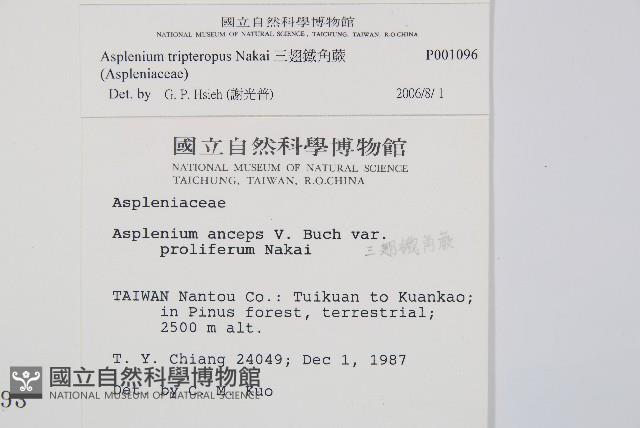 國立自然科學博物館
NATIONAL MUSEUM OF NATURAL SCIENCE, TAICHUNG, TAIWAN, R.O.CHINA
Asplenium tripteropus Nakai 三翅鐵角蕨 P001096
(Aspleniaceae)
Det. by G. P. Hsieh (謝光普) 2006/8/ 1
國立自然科學博物館
NATIONAL MUSEUM OF NATURAL SCIENCE
TAICHUNG, TAIWAN, R.O.CHINA
Aspleniaceae
Asplenium anceps V. Buch var.
proliferum Nakai
三翅鐵角蕨
TAIWAN Nantou Co.: Tuikuan to Kuankao;
in Pinus forest, terrestrial;
2500 m alt.
T. Y. Chiang 24049; Dec 1, 1987
Det. by C. M. Kuo
國立自然科學博物館
NATIONAL MUSEUM OF NATURAL SCIENCE
93